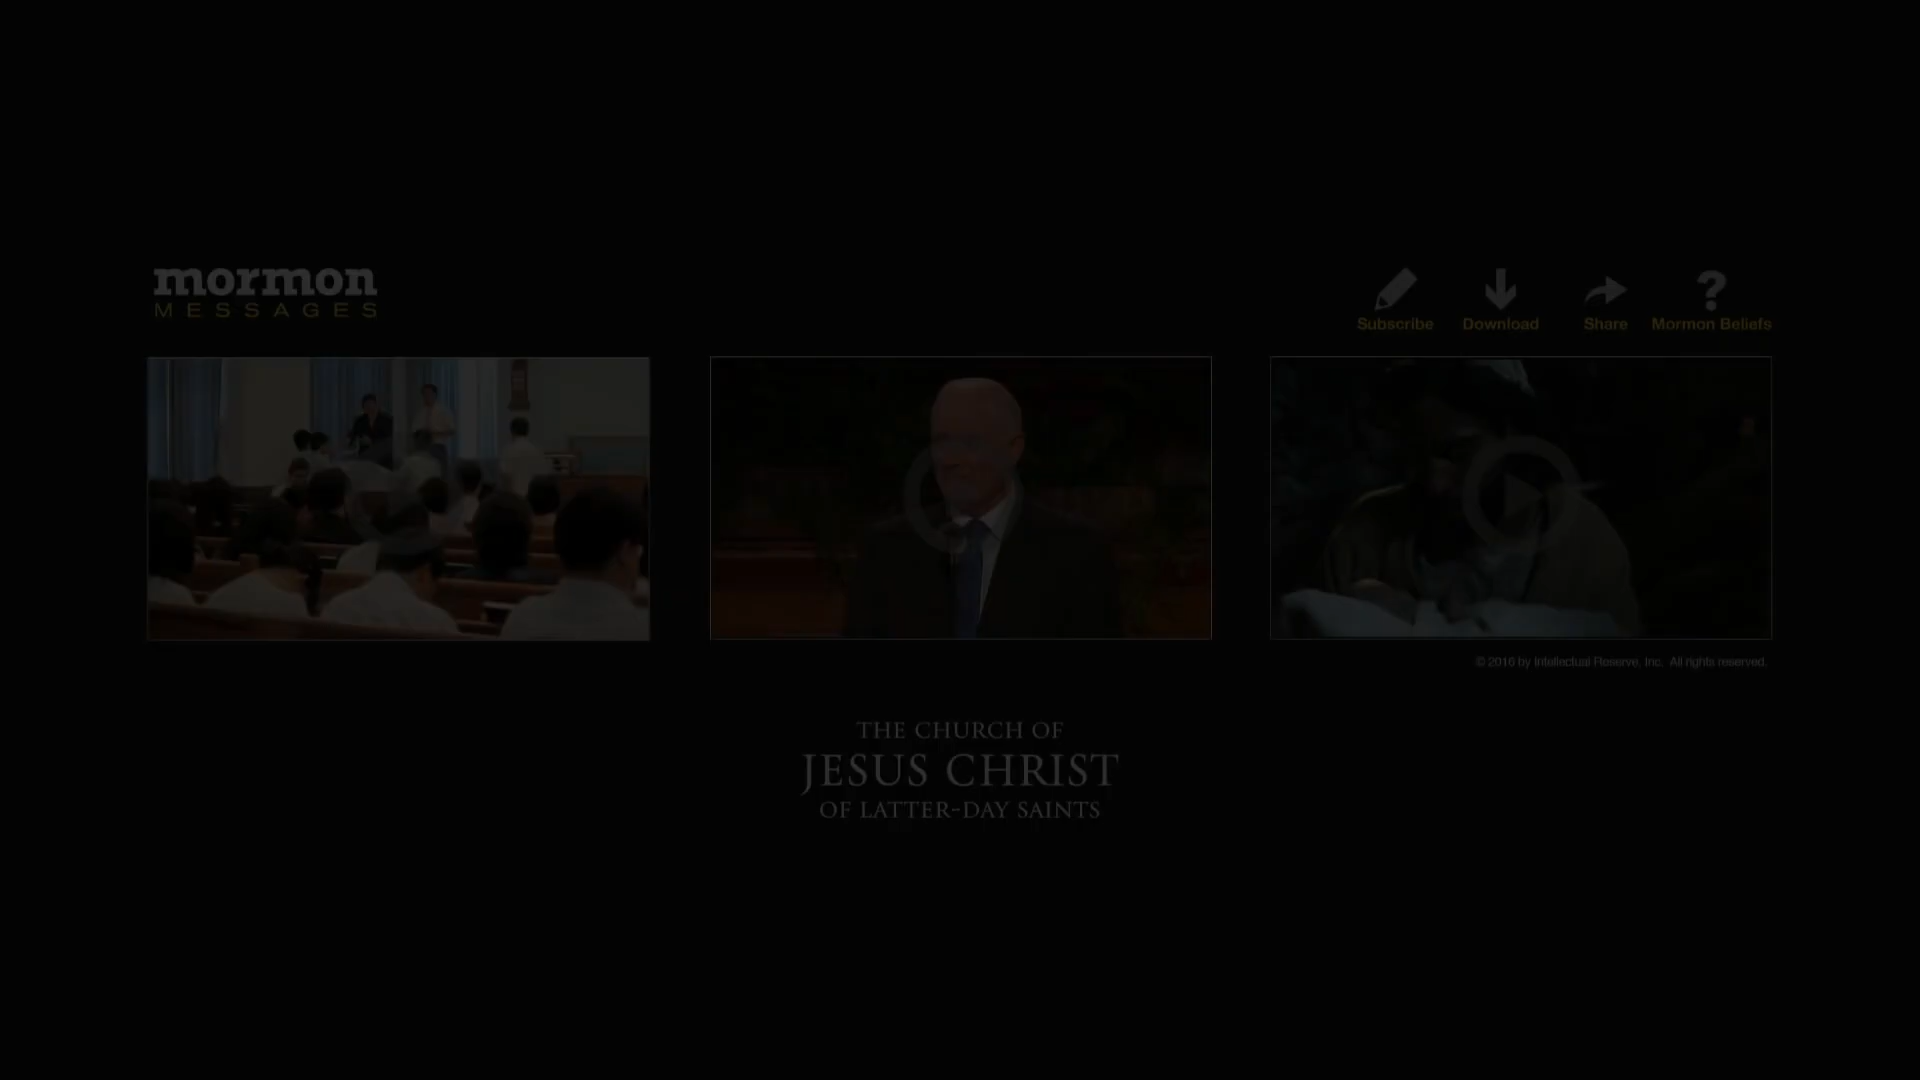 mormon
MESSAGES
Subscribe Download Share Mormon Beliefs
© 2016 by Intellectual Reserve, Inc. All rights reserved.
THE CHURCH OF
JESUS CHRIST
OF LATTER-DAY SAINTS